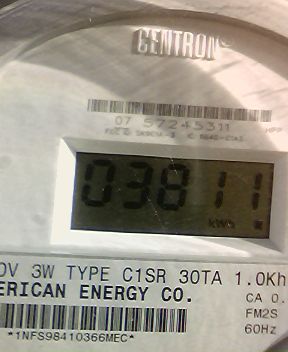 CENTRON
07 57245311
03811
kWh
0V 3W TYPE C1SR 30TA 1.0Kh
ERICAN ENERGY CO.
CA 0.
FM2S
60Hz
*1NFS98410366MEC*